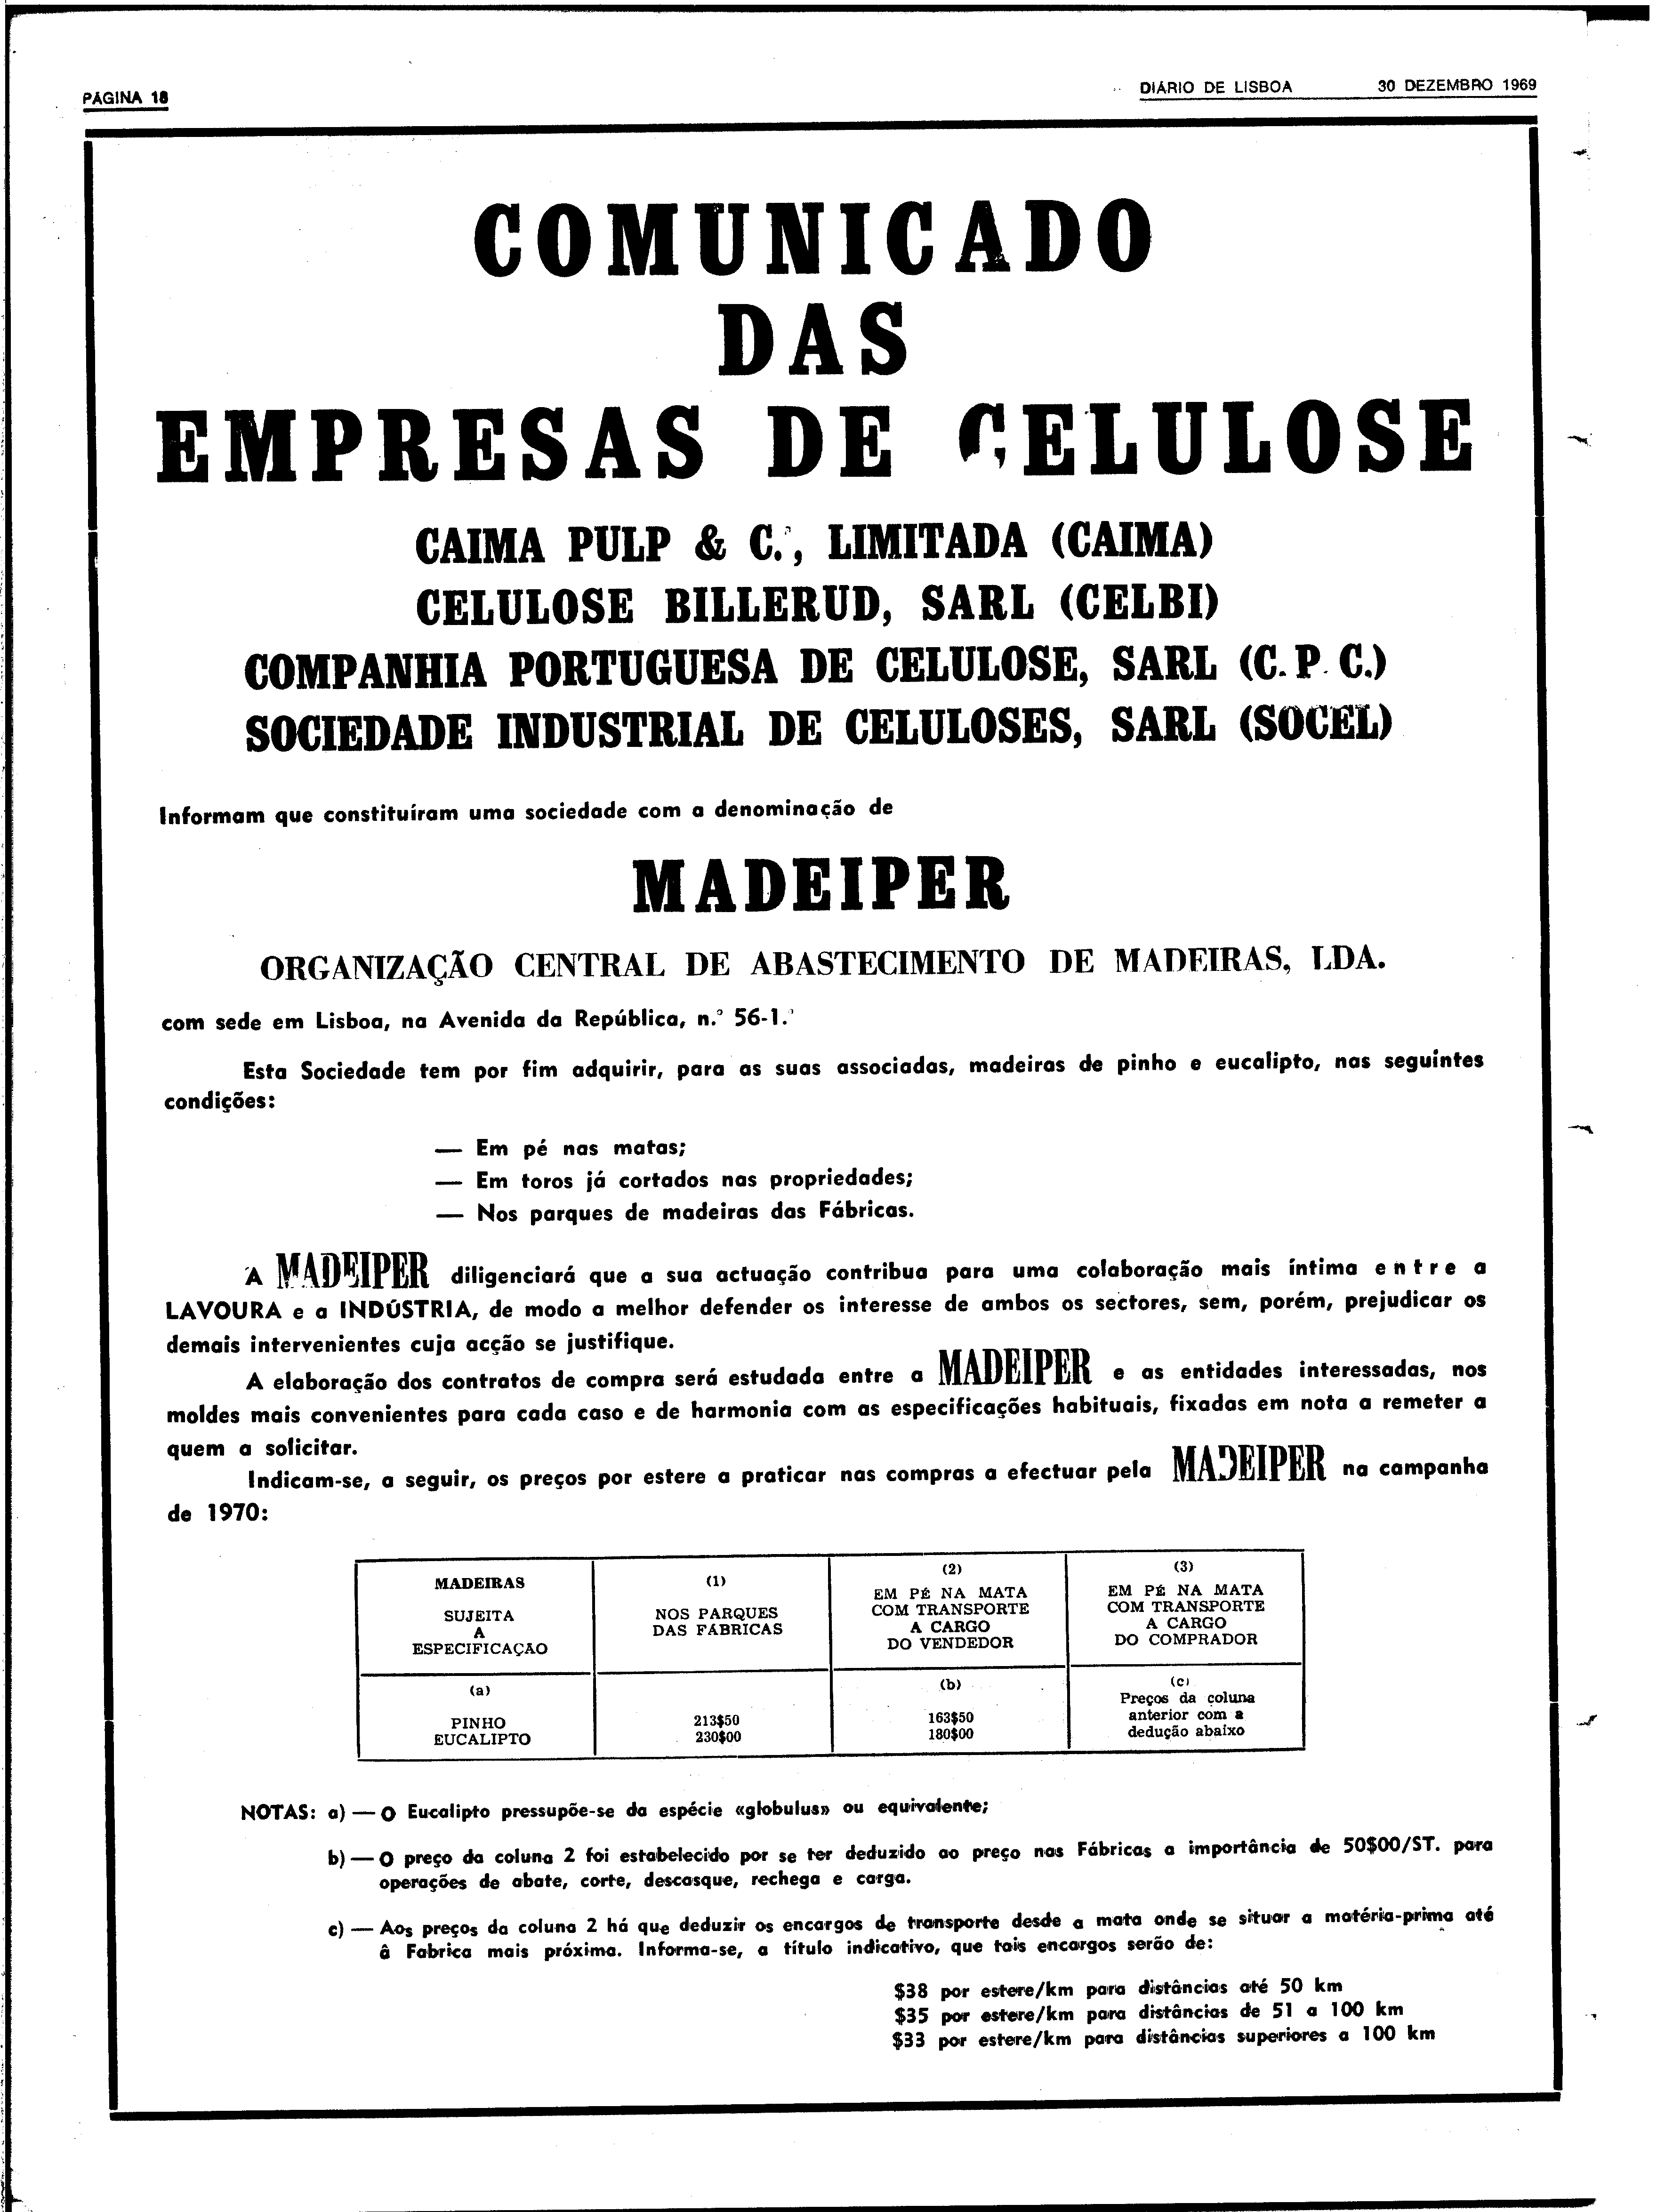 PÁGINA 18
DIÁRIO DE LISBOA 30 DEZEMBRO 1969
COMUNICADO
DAS
EMPRESAS DE CELULOSE
CAIMA PULP & C.ª, LIMITADA (CAIMA)
CELULOSE BILLERUD, SARL (CELBI)
COMPANHIA PORTUGUESA DE CELULOSE, SARL (C. P. C.)
SOCIEDADE INDUSTRIAL DE CELULOSES, SARL (SOCEL)
Informam que constituíram uma sociedade com a denominação de
MADEIPER
ORGANIZAÇÃO CENTRAL DE ABASTECIMENTO DE MADEIRAS, LDA.
com sede em Lisboa, na Avenida da República, n.º 56-1.º
Esta Sociedade tem por fim adquirir, para as suas associadas, madeiras de pinho e eucalipto, nas seguintes
condições:
— Em pé nas matas;
— Em toros já cortados nas propriedades;
— Nos parques de madeiras das Fábricas.
A MADEIPER diligenciará que a sua actuação contribua para uma colaboração mais íntima entre a
LAVOURA e a INDÚSTRIA, de modo a melhor defender os interesse de ambos os sectores, sem, porém, prejudicar os
demais intervenientes cuja acção se justifique.
A elaboração dos contratos de compra será estudada entre a MADEIPER e as entidades interessadas, nos
moldes mais convenientes para cada caso e de harmonia com as especificações habituais, fixadas em nota a remeter a
quem a solicitar.
Indicam-se, a seguir, os preços por estere a praticar nas compras a efectuar pela MADEIPER na campanha
de 1970:
MADEIRAS
SUJEITA
A
ESPECIFICAÇÃO
(1)
NOS PARQUES
DAS FÁBRICAS
(2)
EM PÉ NA MATA
COM TRANSPORTE
A CARGO
DO VENDEDOR
(3)
EM PÉ NA MATA
COM TRANSPORTE
A CARGO
DO COMPRADOR
(a)
PINHO
EUCALIPTO
213$50
230$00
(b)
163$50
180$00
(c)
Preços da coluna
anterior com a
dedução abaixo
NOTAS: a) — O Eucalipto pressupõe-se da espécie «globulus» ou equivalente;
b) — O preço da coluna 2 foi estabelecido por se ter deduzido ao preço nas Fábricas a importância de 50$00/ST. para
operações de abate, corte, descasque, rechega e carga.
c) — Aos preços da coluna 2 há que deduzir os encargos de transporte desde a mata onde se situar a matéria-prima até
â Fabrica mais próxima. Informa-se, a título indicativo, que tais encargos serão de:
$38 por estere/km para distâncias até 50 km
$35 por estere/km para distâncias de 51 a 100 km
$33 por estere/km para distâncias superiores a 100 km